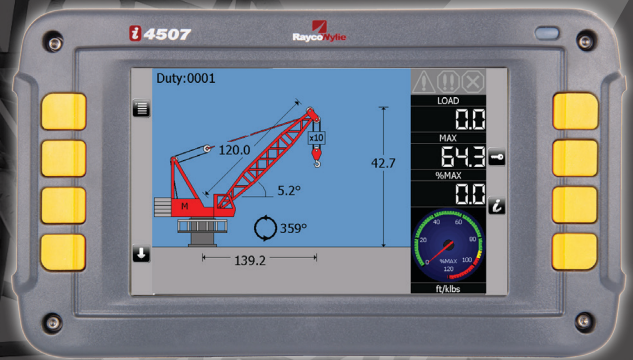 i4507
RaycoWylie
Duty:0001
LOAD
0.0
MAX
64.3
%MAX
0.0
120.0
x10
42.7
5.2°
M
359°
139.2
i
0
20
40
60
80
100
120
%MAX
ft/klbs